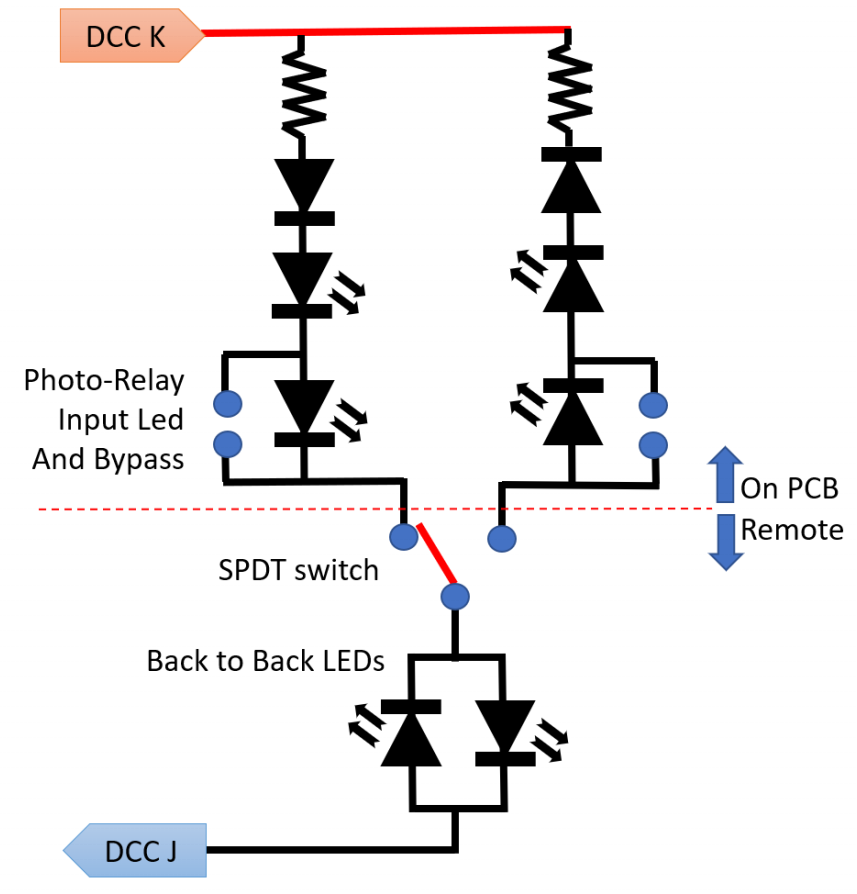 DCC K
Photo-Relay
Input Led
And Bypass
On PCB
Remote
SPDT switch
Back to Back LEDs
DCC J